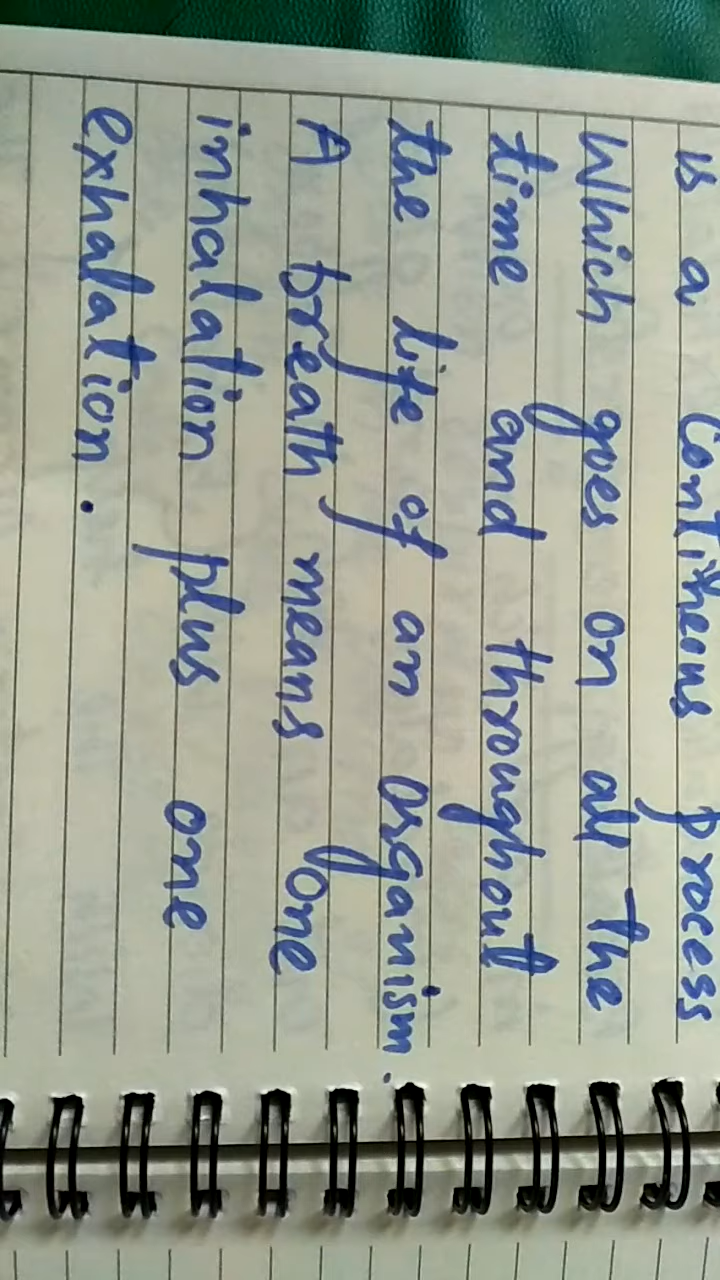 is a Contineous process
Which goes on all the
time and throughout
the life of an organism.
A breath means one
inhalation plus one
exhalation.